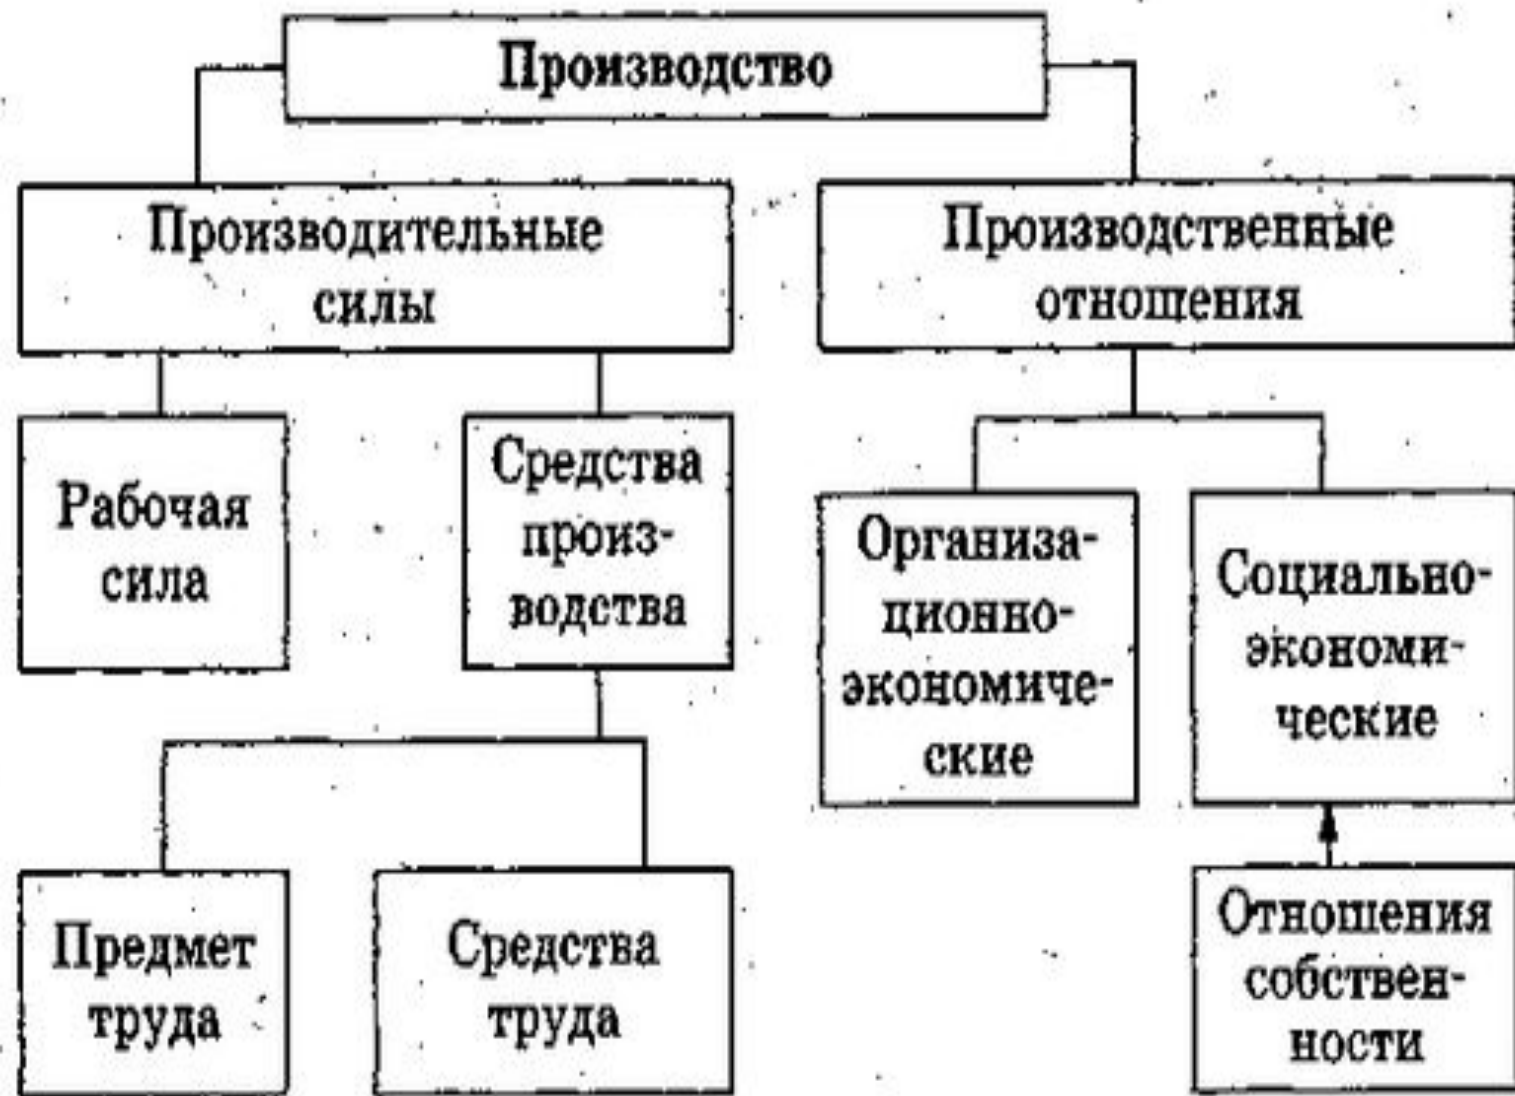 Производство
Производительные
силы
Производственные
отношения
Рабочая
сила
Средства
произ-
водства
Организа-
ционно-
экономиче-
ские
Социально-
экономи-
ческие
Предмет
труда
Средства
труда
Отношения
собствен-
ности